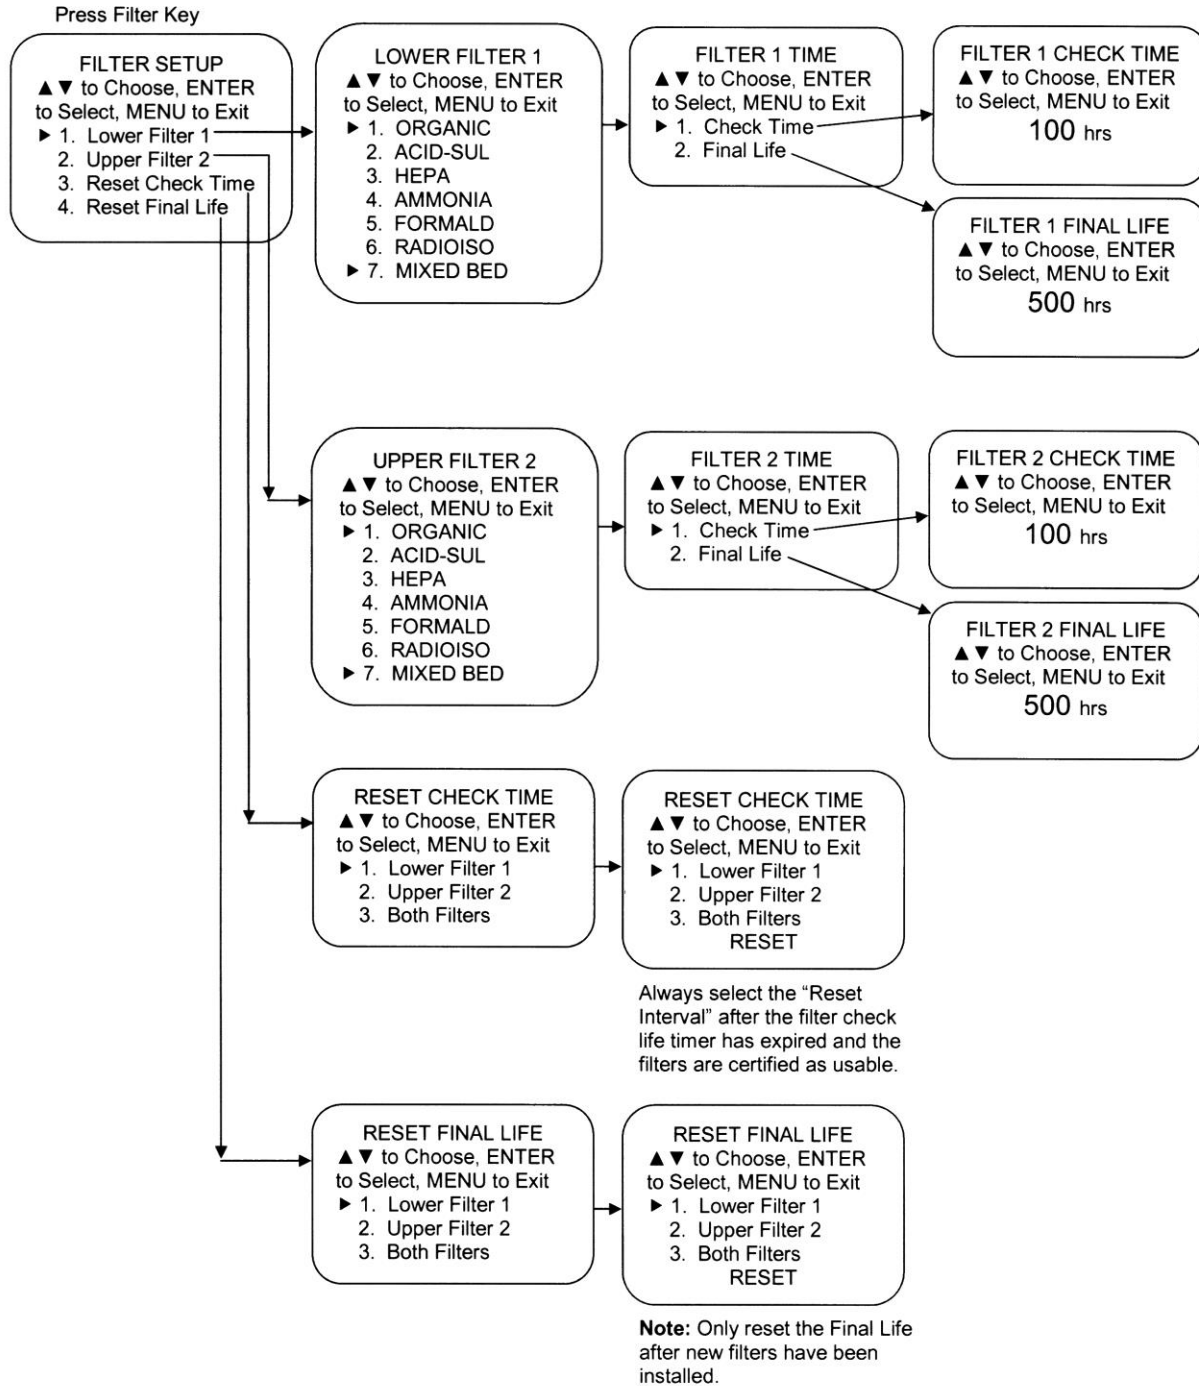 Press Filter Key
FILTER SETUP
▲ ▼ to Choose, ENTER
to Select, MENU to Exit
▶ 1. Lower Filter 1
2. Upper Filter 2
3. Reset Check Time
4. Reset Final Life
LOWER FILTER 1
▲ ▼ to Choose, ENTER
to Select, MENU to Exit
▶ 1. ORGANIC
2. ACID-SUL
3. HEPA
4. AMMONIA
5. FORMALD
6. RADIOISO
▶ 7. MIXED BED
FILTER 1 TIME
▲ ▼ to Choose, ENTER
to Select, MENU to Exit
▶ 1. Check Time
2. Final Life
FILTER 1 CHECK TIME
▲ ▼ to Choose, ENTER
to Select, MENU to Exit
100 hrs
FILTER 1 FINAL LIFE
▲ ▼ to Choose, ENTER
to Select, MENU to Exit
500 hrs
UPPER FILTER 2
▲ ▼ to Choose, ENTER
to Select, MENU to Exit
▶ 1. ORGANIC
2. ACID-SUL
3. HEPA
4. AMMONIA
5. FORMALD
6. RADIOISO
▶ 7. MIXED BED
FILTER 2 TIME
▲ ▼ to Choose, ENTER
to Select, MENU to Exit
▶ 1. Check Time
2. Final Life
FILTER 2 CHECK TIME
▲ ▼ to Choose, ENTER
to Select, MENU to Exit
100 hrs
FILTER 2 FINAL LIFE
▲ ▼ to Choose, ENTER
to Select, MENU to Exit
500 hrs
RESET CHECK TIME
▲ ▼ to Choose, ENTER
to Select, MENU to Exit
▶ 1. Lower Filter 1
2. Upper Filter 2
3. Both Filters
RESET CHECK TIME
▲ ▼ to Choose, ENTER
to Select, MENU to Exit
▶ 1. Lower Filter 1
2. Upper Filter 2
3. Both Filters
RESET
Always select the “Reset
Interval” after the filter check
life timer has expired and the
filters are certified as usable.
RESET FINAL LIFE
▲ ▼ to Choose, ENTER
to Select, MENU to Exit
▶ 1. Lower Filter 1
2. Upper Filter 2
3. Both Filters
RESET FINAL LIFE
▲ ▼ to Choose, ENTER
to Select, MENU to Exit
▶ 1. Lower Filter 1
2. Upper Filter 2
3. Both Filters
RESET
Note: Only reset the Final Life
after new filters have been
installed.